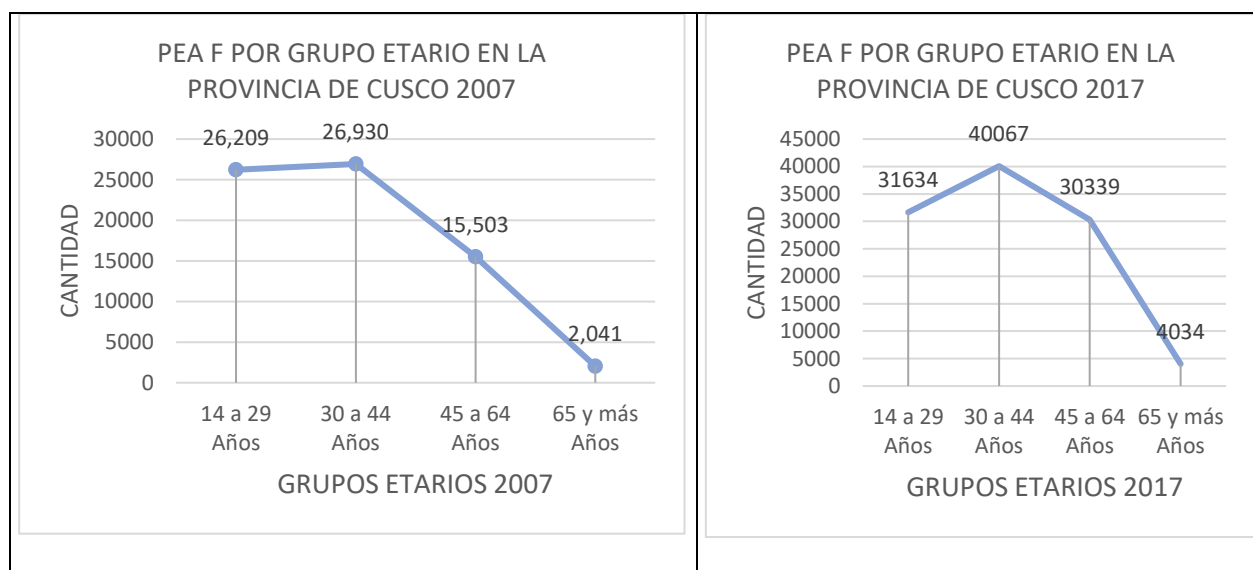 PEA F POR GRUPO ETARIO EN LA
PROVINCIA DE CUSCO 2007
30000
25000
20000
15000
10000
5000
0
CANTIDAD
26,209
26,930
15,503
2,041
14 a 29
Años
30 a 44
Años
45 a 64
Años
65 y más
Años
GRUPOS ETARIOS 2007
PEA F POR GRUPO ETARIO EN LA
PROVINCIA DE CUSCO 2017
45000
40000
35000
30000
25000
20000
15000
10000
5000
0
CANTIDAD
31634
40067
30339
4034
14 a 29
Años
30 a 44
Años
45 a 64
Años
65 y más
Años
GRUPOS ETARIOS 2017